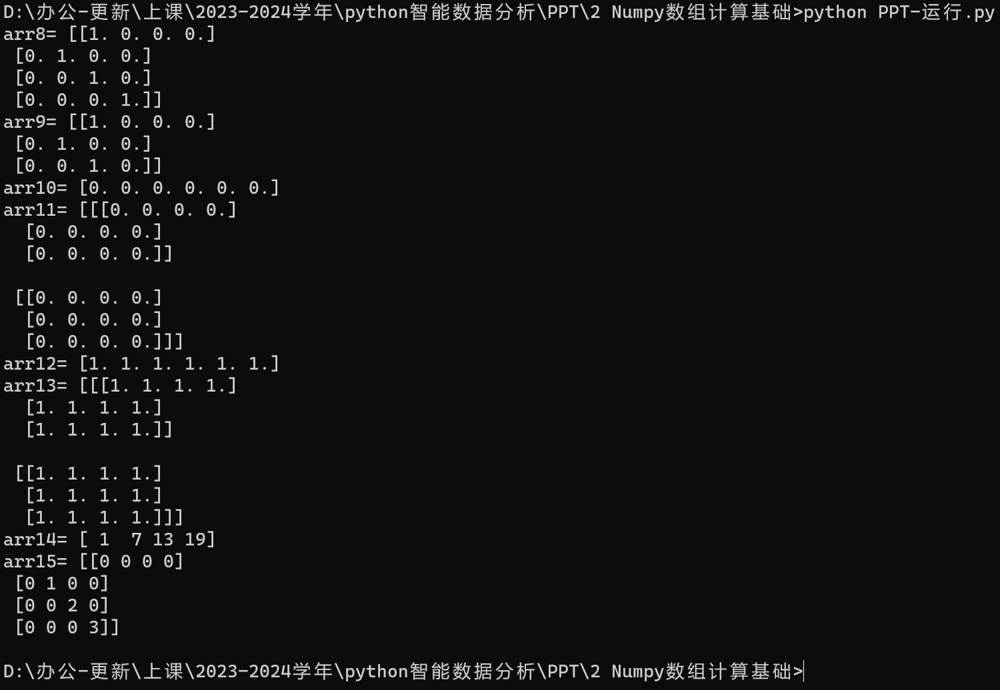 D:\办公-更新\上课\2023-2024学年\python智能数据分析\PPT\2 Numpy数组计算基础>python PPT-运行.py
arr8= [[1. 0. 0. 0.]
 [0. 1. 0. 0.]
 [0. 0. 1. 0.]
 [0. 0. 0. 1.]]
arr9= [[1. 0. 0. 0.]
 [0. 1. 0. 0.]
 [0. 0. 1. 0.]]
arr10= [0. 0. 0. 0. 0. 0.]
arr11= [[[0. 0. 0. 0.]
  [0. 0. 0. 0.]
  [0. 0. 0. 0.]]

 [[0. 0. 0. 0.]
  [0. 0. 0. 0.]
  [0. 0. 0. 0.]]]
arr12= [1. 1. 1. 1. 1. 1.]
arr13= [[[1. 1. 1. 1.]
  [1. 1. 1. 1.]
  [1. 1. 1. 1.]]

 [[1. 1. 1. 1.]
  [1. 1. 1. 1.]
  [1. 1. 1. 1.]]]
arr14= [ 1  7 13 19]
arr15= [[0 0 0 0]
 [0 1 0 0]
 [0 0 2 0]
 [0 0 0 3]]

D:\办公-更新\上课\2023-2024学年\python智能数据分析\PPT\2 Numpy数组计算基础>